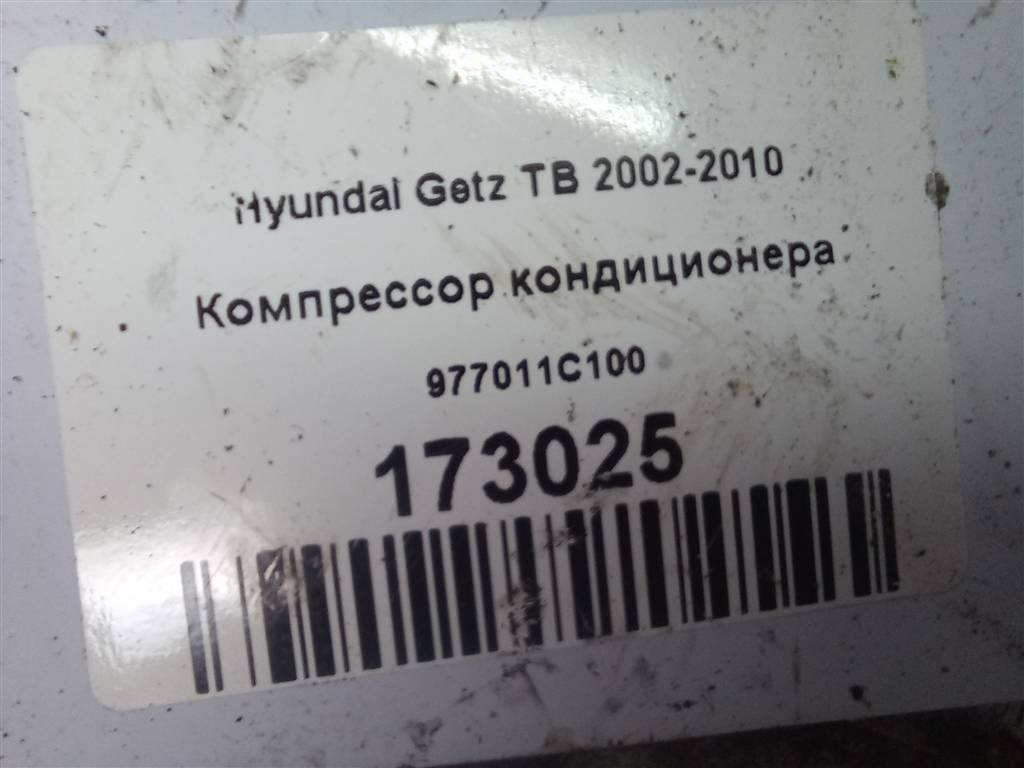 Hyundai Getz TB 2002-2010
Компрессор кондиционера
977011C100
173025